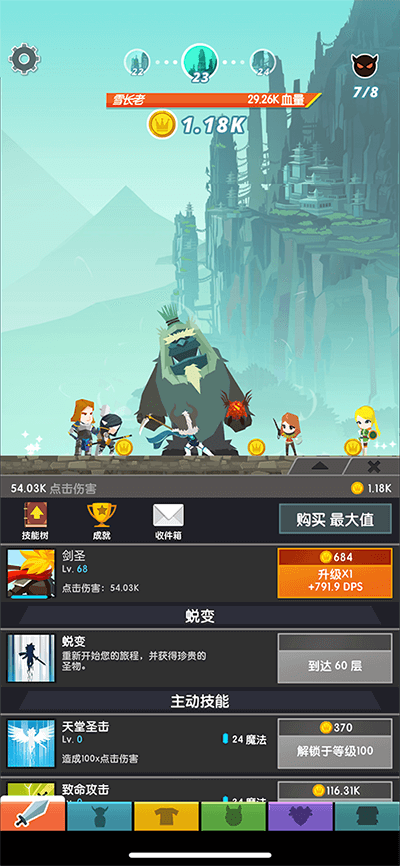 22
23
24
7/8
雪长老
29.26K 血量
1.18K
54.03K 点击伤害
1.18K
技能树
成就
收件箱
购买 最大值
剑圣
Lv. 68
点击伤害：54.03K
684
升级X1
+791.9 DPS
蜕变
蜕变
重新开始您的旅程，并获得珍贵的
圣物。
到达 60 层
主动技能
天堂圣击
Lv. 0
24 魔法
造成100x点击伤害
370
解锁于等级100
致命攻击
116.31K